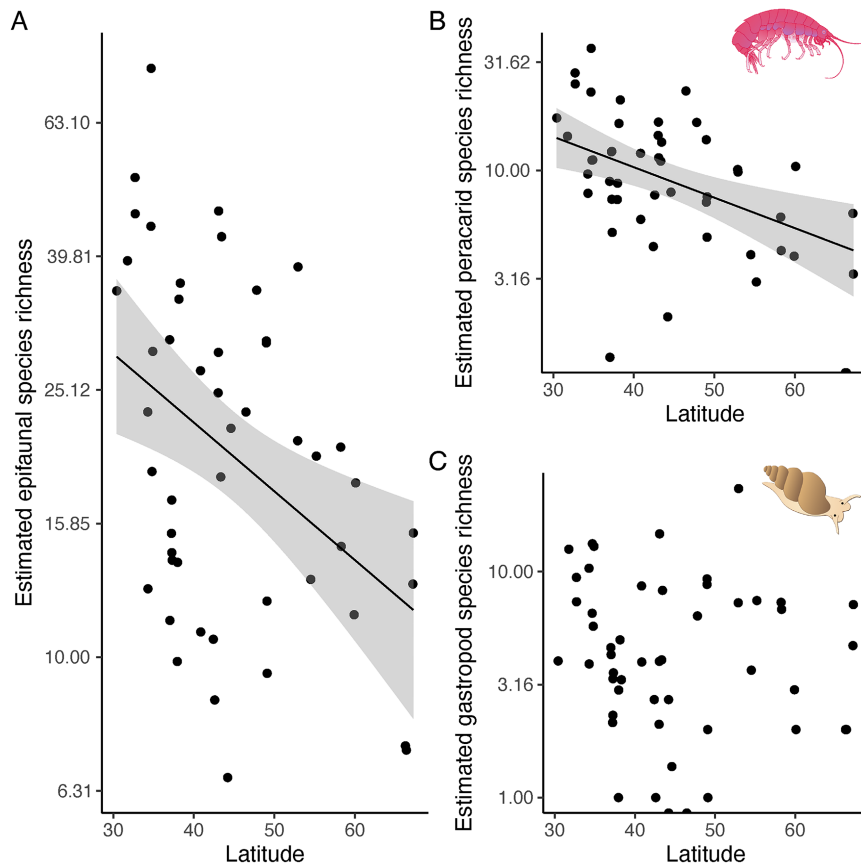 A
Estimated epifaunal species richness
63.10
39.81
25.12
15.85
10.00
6.31
30
40
50
60
Latitude
B
Estimated peracarid species richness
31.62
10.00
3.16
30
40
50
60
Latitude
C
Estimated gastropod species richness
10.00
3.16
1.00
30
40
50
60
Latitude